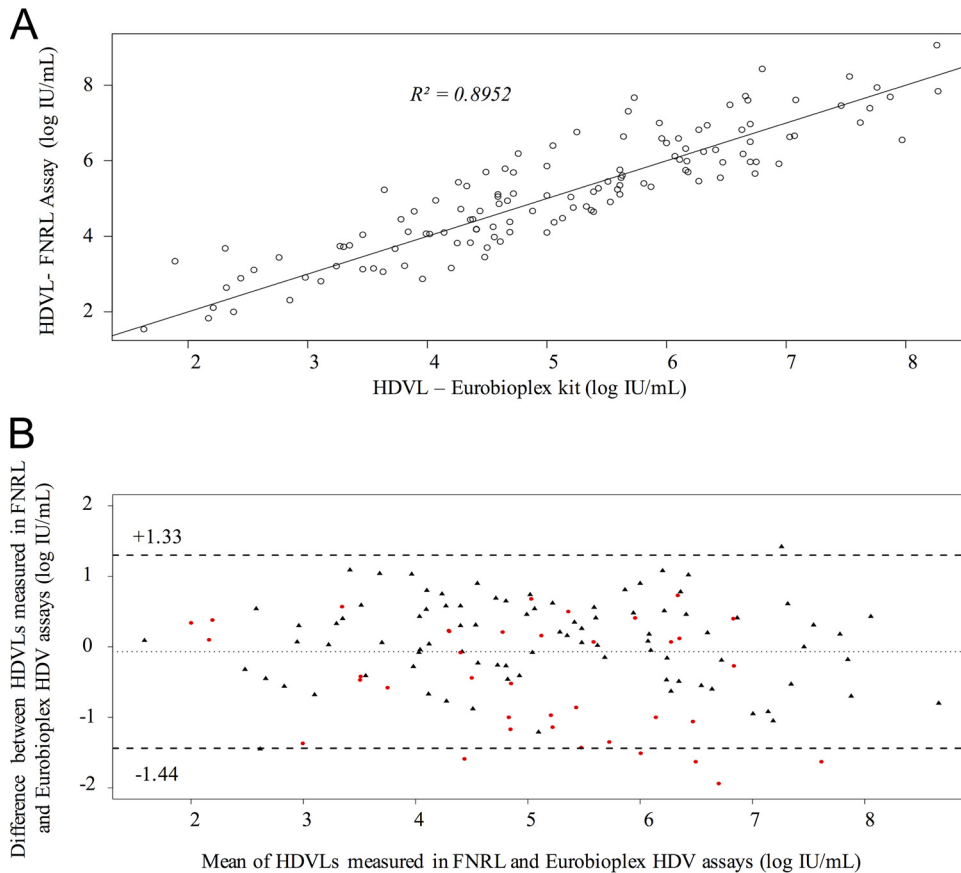 A
HDVL- FNRL Assay (log IU/mL)
8
6
4
2
R² = 0.8952
2 3 4 5 6 7 8
HDVL – Eurobioplex kit (log IU/mL)
B
Difference between HDVLs measured in FNRL
and Eurobioplex HDV assays (log IU/mL)
2
+1.33
1
0
-1
-1.44
-2
2 3 4 5 6 7 8
Mean of HDVLs measured in FNRL and Eurobioplex HDV assays (log IU/mL)